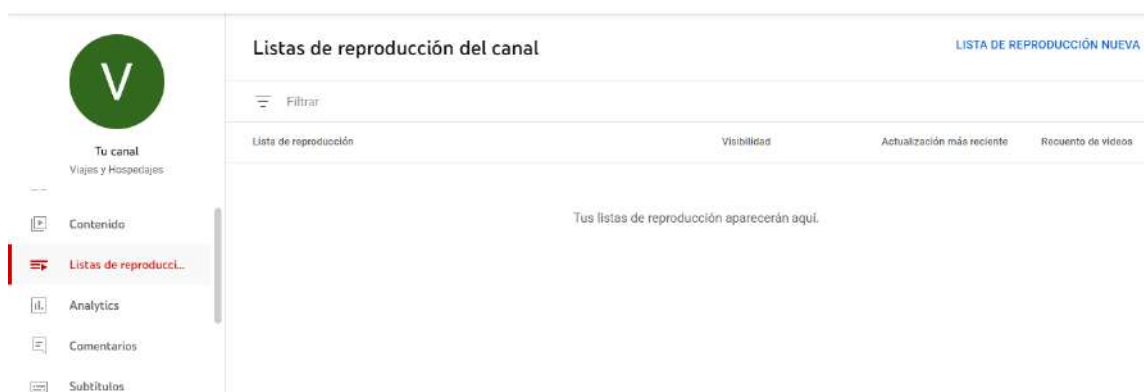 V
Tu canal
Viajes y Hospedajes
Contenido
Listas de reproducci...
Analytics
Comentarios
Subtítulos
Listas de reproducción del canal
LISTA DE REPRODUCCIÓN NUEVA
Filtrar
Lista de reproducción Visibilidad Actualización más reciente Recuento de videos
Tus listas de reproducción aparecerán aquí.